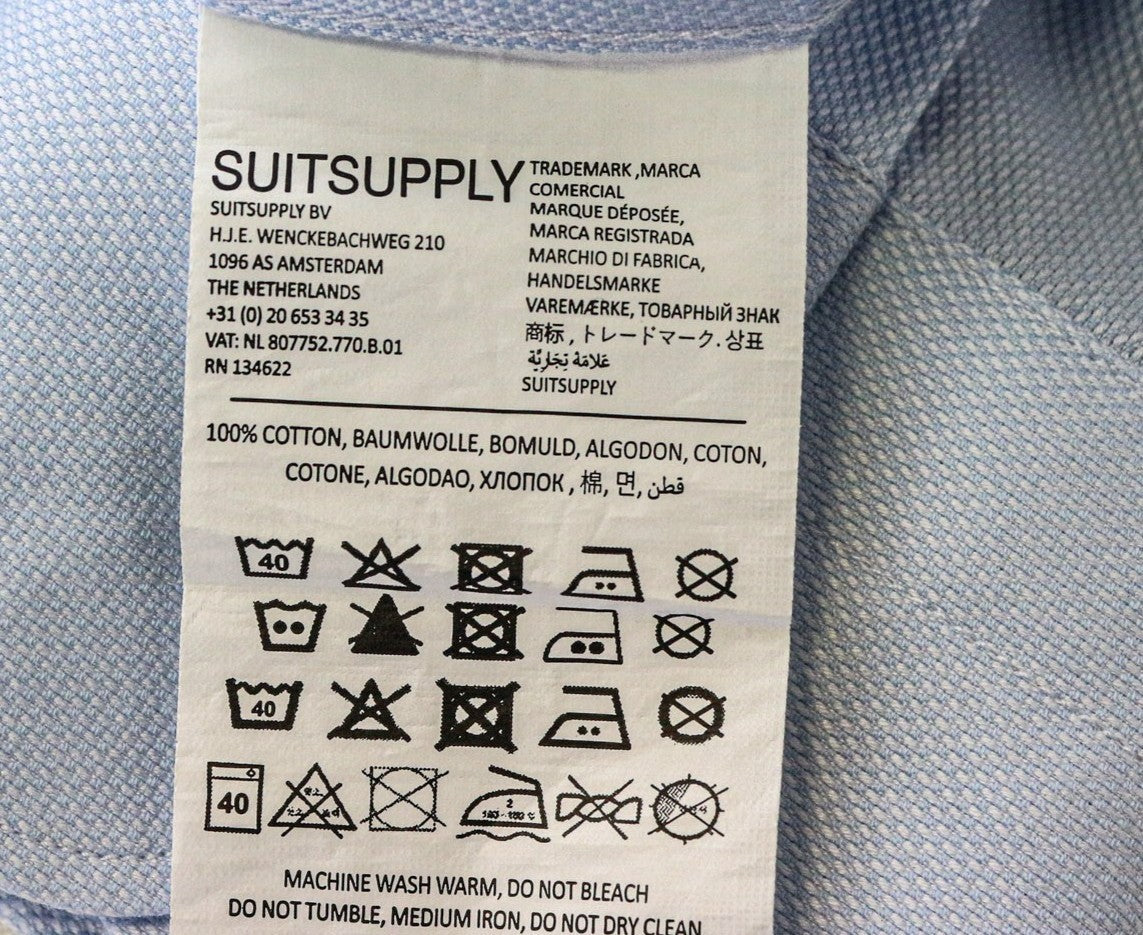 SUITSUPPLY
SUITSUPPLY BV
H.J.E. WENCKEBACHWEG 210
1096 AS AMSTERDAM
THE NETHERLANDS
+31 (0) 20 653 34 35
VAT: NL 807752.770.B.01
RN 134622
TRADEMARK ,MARCA
COMERCIAL
MARQUE DÉPOSÉE,
MARCA REGISTRADA
MARCHIO DI FABRICA,
HANDELSMARKE
VAREMÆRKE, ТОВАРНЫЙ ЗНАК
商标 , トレードマーク. 상표
عَلامَة تِجَارِيَّة
SUITSUPPLY
100% COTTON, BAUMWOLLE, BOMULD, ALGODON, COTON,
COTONE, ALGODAO, ХЛОПОК , 棉, 면, قطن
40
40
40 2
MACHINE WASH WARM, DO NOT BLEACH
DO NOT TUMBLE, MEDIUM IRON, DO NOT DRY CLEAN